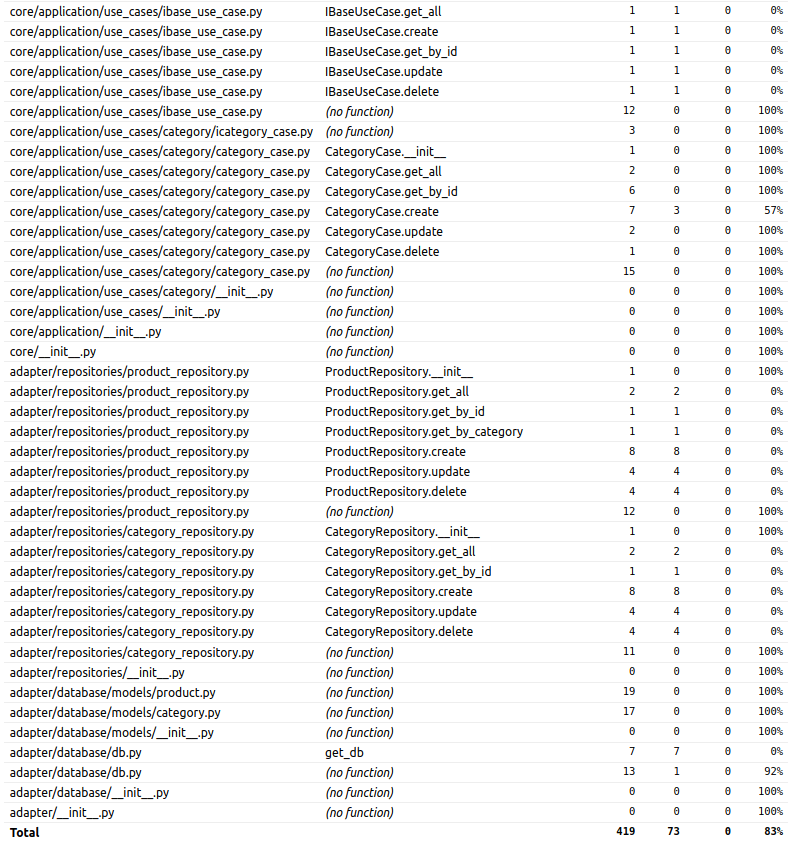 core/application/use_cases/ibase_use_case.py IBaseUseCase.get_all 1 1 0 0%
core/application/use_cases/ibase_use_case.py IBaseUseCase.create 1 1 0 0%
core/application/use_cases/ibase_use_case.py IBaseUseCase.get_by_id 1 1 0 0%
core/application/use_cases/ibase_use_case.py IBaseUseCase.update 1 1 0 0%
core/application/use_cases/ibase_use_case.py IBaseUseCase.delete 1 1 0 0%
core/application/use_cases/ibase_use_case.py (no function) 12 0 0 100%
core/application/use_cases/category/icategory_case.py (no function) 3 0 0 100%
core/application/use_cases/category/category_case.py CategoryCase.__init__ 1 0 0 100%
core/application/use_cases/category/category_case.py CategoryCase.get_all 2 0 0 100%
core/application/use_cases/category/category_case.py CategoryCase.get_by_id 6 0 0 100%
core/application/use_cases/category/category_case.py CategoryCase.create 7 3 0 57%
core/application/use_cases/category/category_case.py CategoryCase.update 2 0 0 100%
core/application/use_cases/category/category_case.py CategoryCase.delete 1 0 0 100%
core/application/use_cases/category/category_case.py (no function) 15 0 0 100%
core/application/use_cases/category/__init__.py (no function) 0 0 0 100%
core/application/use_cases/__init__.py (no function) 0 0 0 100%
core/application/__init__.py (no function) 0 0 0 100%
core/__init__.py (no function) 0 0 0 100%
adapter/repositories/product_repository.py ProductRepository.__init__ 1 0 0 100%
adapter/repositories/product_repository.py ProductRepository.get_all 2 2 0 0%
adapter/repositories/product_repository.py ProductRepository.get_by_id 1 1 0 0%
adapter/repositories/product_repository.py ProductRepository.get_by_category 1 1 0 0%
adapter/repositories/product_repository.py ProductRepository.create 8 8 0 0%
adapter/repositories/product_repository.py ProductRepository.update 4 4 0 0%
adapter/repositories/product_repository.py ProductRepository.delete 4 4 0 0%
adapter/repositories/product_repository.py (no function) 12 0 0 100%
adapter/repositories/category_repository.py CategoryRepository.__init__ 1 0 0 100%
adapter/repositories/category_repository.py CategoryRepository.get_all 2 2 0 0%
adapter/repositories/category_repository.py CategoryRepository.get_by_id 1 1 0 0%
adapter/repositories/category_repository.py CategoryRepository.create 8 8 0 0%
adapter/repositories/category_repository.py CategoryRepository.update 4 4 0 0%
adapter/repositories/category_repository.py CategoryRepository.delete 4 4 0 0%
adapter/repositories/category_repository.py (no function) 11 0 0 100%
adapter/repositories/__init__.py (no function) 0 0 0 100%
adapter/database/models/product.py (no function) 19 0 0 100%
adapter/database/models/category.py (no function) 17 0 0 100%
adapter/database/models/__init__.py (no function) 0 0 0 100%
adapter/database/db.py get_db 7 7 0 0%
adapter/database/db.py (no function) 13 1 0 92%
adapter/database/__init__.py (no function) 0 0 0 100%
adapter/__init__.py (no function) 0 0 0 100%
Total 419 73 0 83%